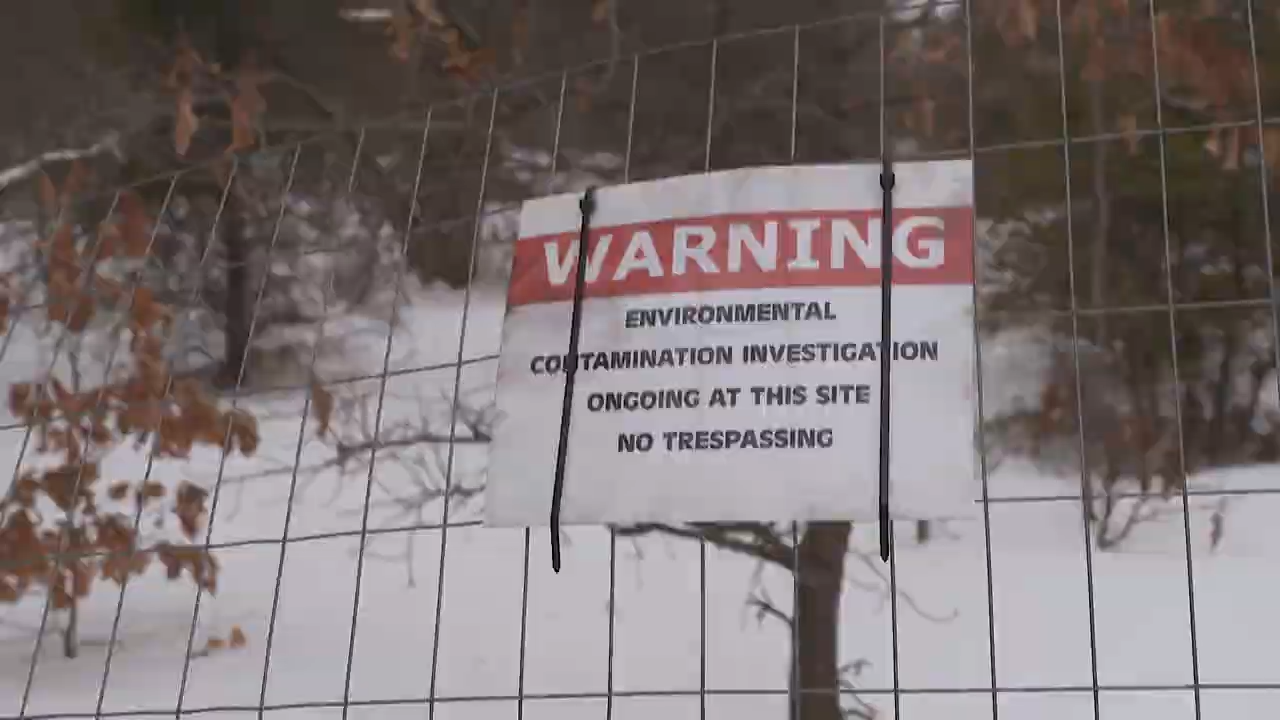 WARNING
ENVIRONMENTAL
CONTAMINATION INVESTIGATION
ONGOING AT THIS SITE
NO TRESPASSING